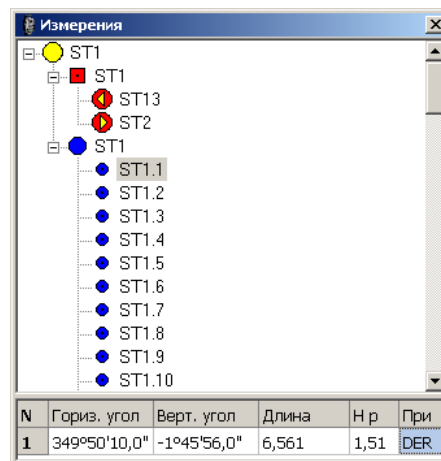 Измерения
ST1
ST1
ST13
ST2
ST1
ST1.1
ST1.2
ST1.3
ST1.4
ST1.5
ST1.6
ST1.7
ST1.8
ST1.9
ST1.10
N Гориз. угол Верт. угол Длина Н р При
1 349°50'10,0" -1°45'56,0" 6,561 1,51 DER